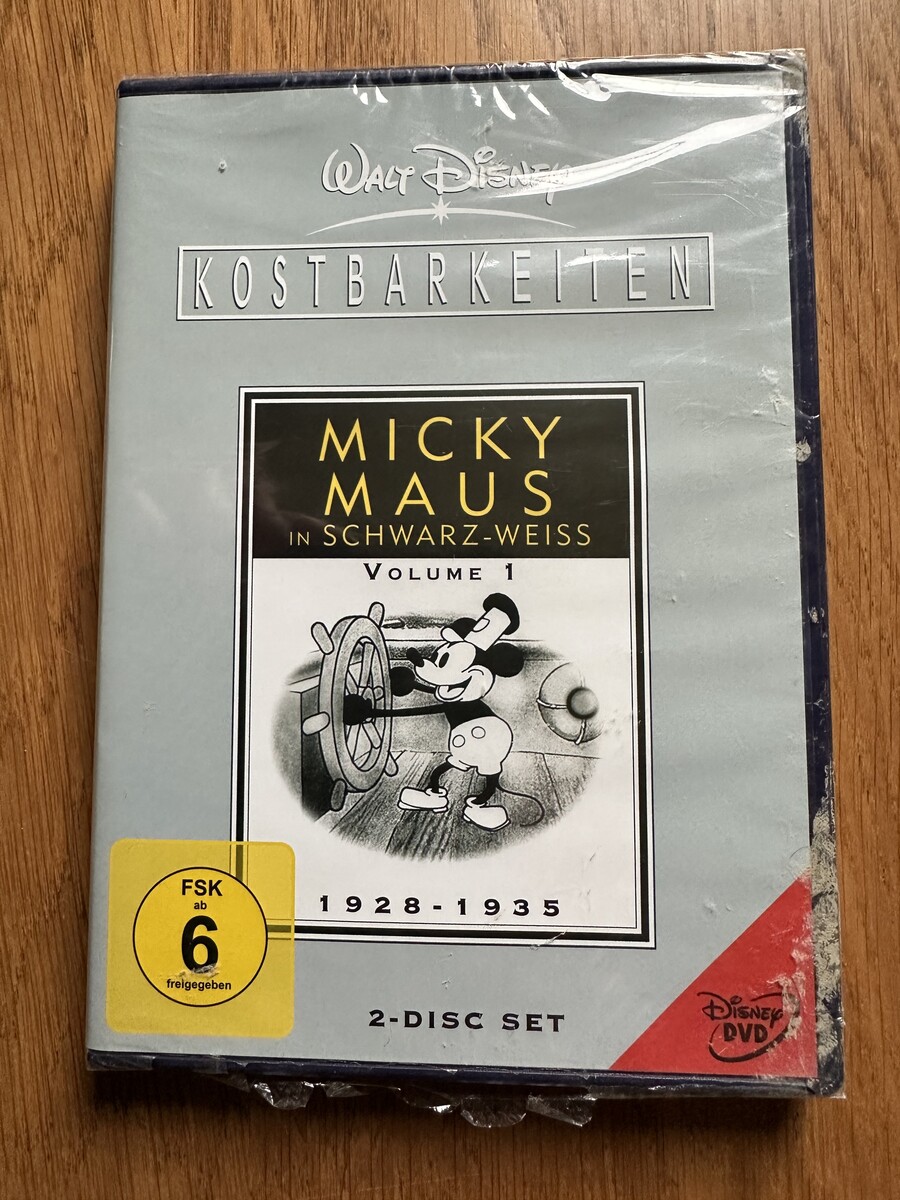 WALT DISNEY
KOSTBARKEITEN
MICKY
MAUS
IN SCHWARZ-WEISS
VOLUME 1
1928-1935
FSK
ab
6
freigegeben
2-DISC SET
DISNEY
DVD